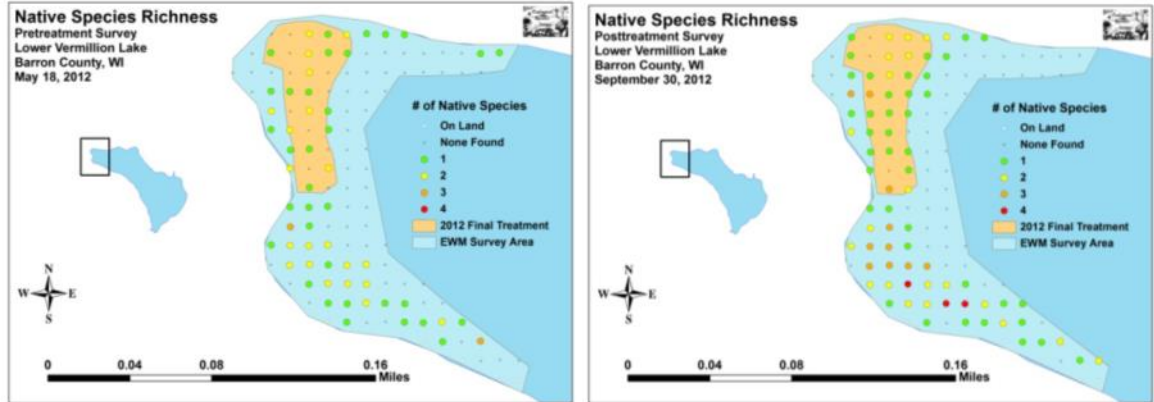 Native Species Richness
Pretreatment Survey
Lower Vermillion Lake
Barron County, WI
May 18, 2012
# of Native Species
On Land
None Found
1
2
3
4
2012 Final Treatment
EWM Survey Area
N
W E
S
0 0.04 0.08 0.16
Miles
Native Species Richness
Posttreatment Survey
Lower Vermillion Lake
Barron County, WI
September 30, 2012
# of Native Species
On Land
None Found
1
2
3
4
2012 Final Treatment
EWM Survey Area
N
W E
S
0 0.04 0.08 0.16
Miles